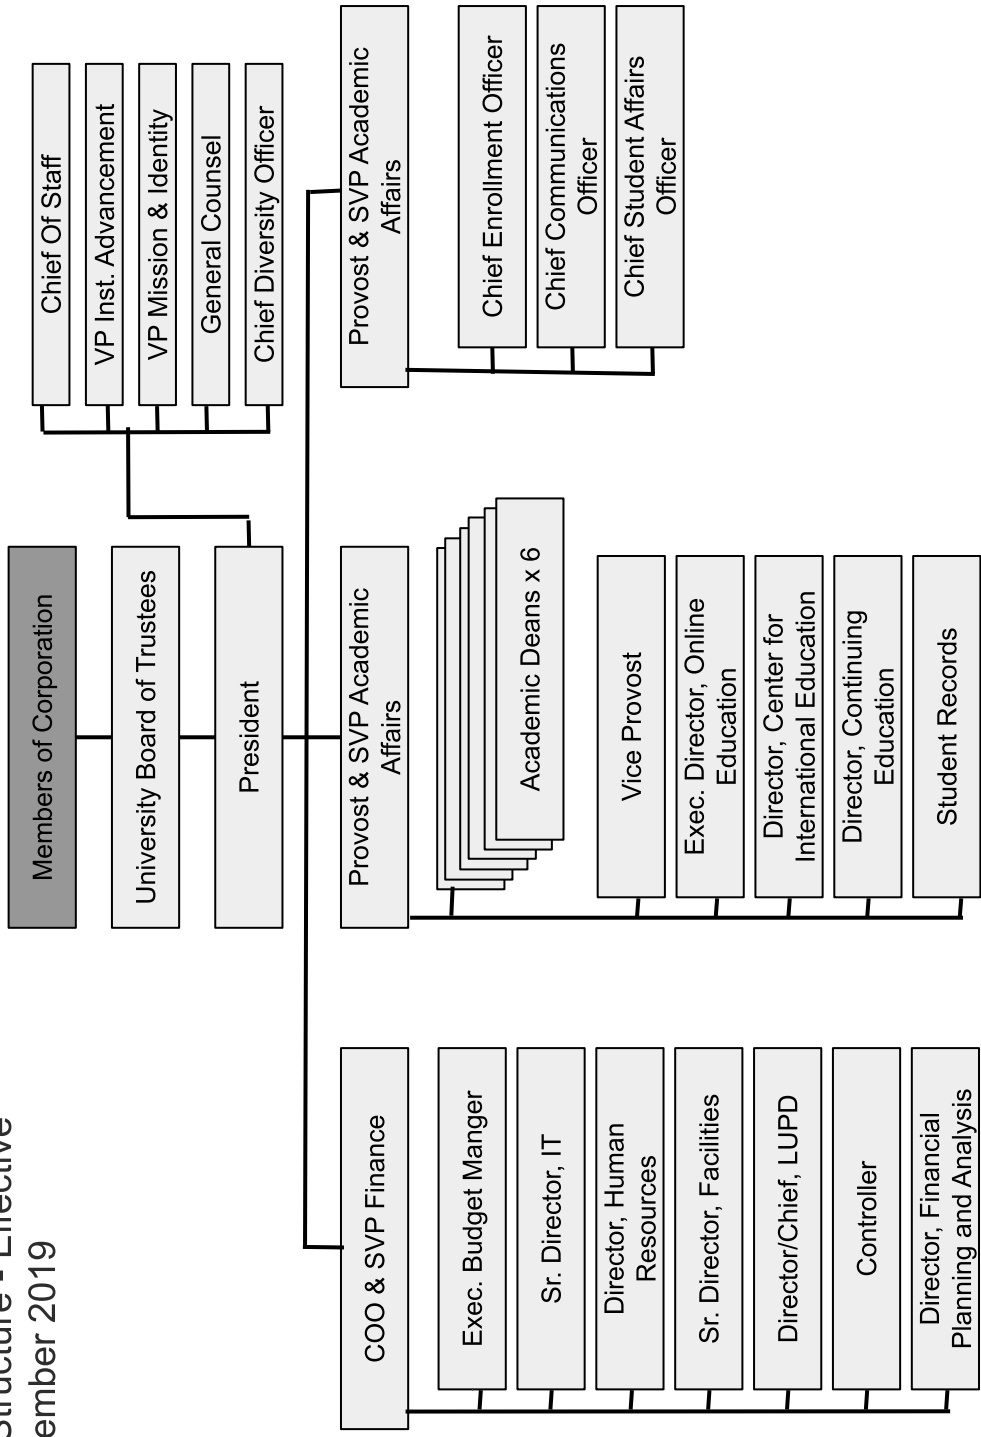 Structure - Effective
ember 2019
Members of Corporation
University Board of Trustees
President
Chief Of Staff
VP Inst. Advancement
VP Mission & Identity
General Counsel
Chief Diversity Officer
COO & SVP Finance
Exec. Budget Manger
Sr. Director, IT
Director, Human
Resources
Sr. Director, Facilities
Director/Chief, LUPD
Controller
Director, Financial
Planning and Analysis
Provost & SVP Academic
Affairs
Academic Deans x 6
Vice Provost
Exec. Director, Online
Education
Director, Center for
International Education
Director, Continuing
Education
Student Records
Provost & SVP Academic
Affairs
Chief Enrollment Officer
Chief Communications
Officer
Chief Student Affairs
Officer